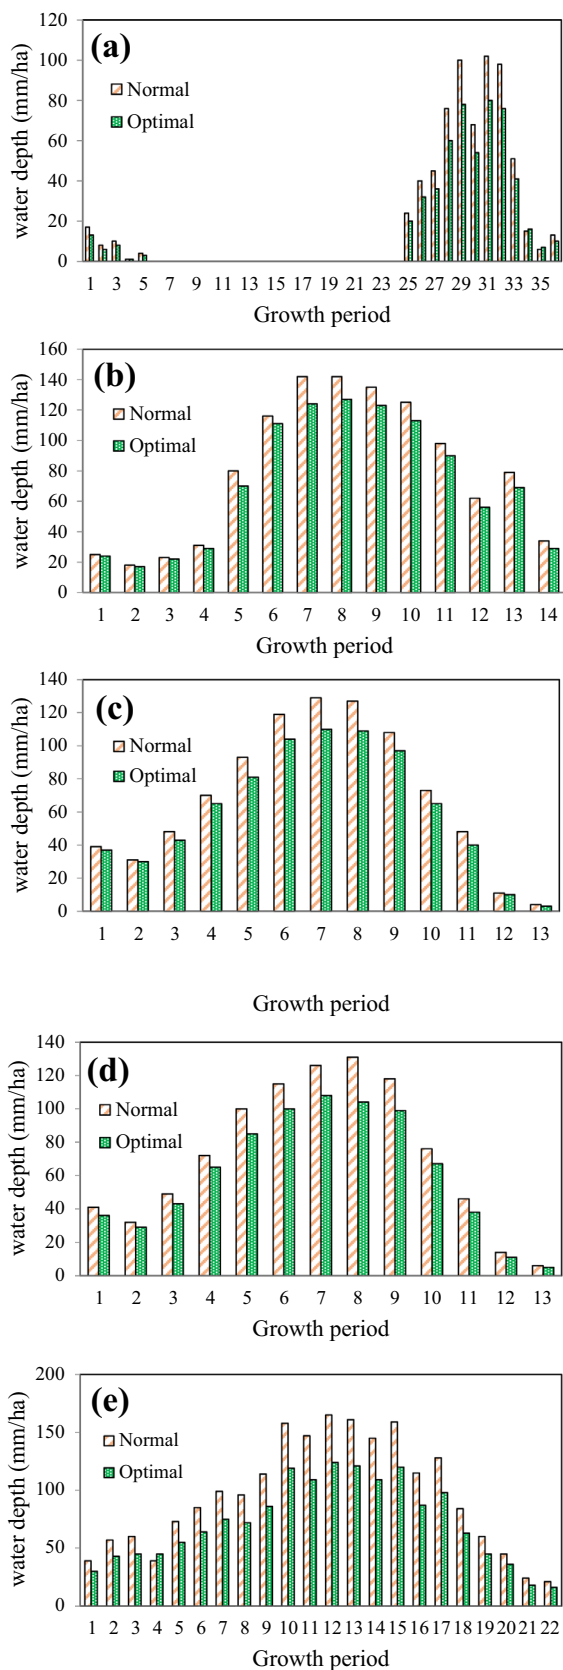 (a)
Normal
Optimal
water depth (mm/ha)
120
100
80
60
40
20
0
1 3 5 7 9 11 13 15 17 19 21 23 25 27 29 31 33 35
Growth period
(b)
Normal
Optimal
water depth (mm/ha)
160
140
120
100
80
60
40
20
0
1 2 3 4 5 6 7 8 9 10 11 12 13 14
Growth period
(c)
Normal
Optimal
water depth (mm/ha)
140
120
100
80
60
40
20
0
1 2 3 4 5 6 7 8 9 10 11 12 13
Growth period
(d)
Normal
Optimal
water depth (mm/ha)
140
120
100
80
60
40
20
0
1 2 3 4 5 6 7 8 9 10 11 12 13
Growth period
(e)
Normal
Optimal
water depth (mm/ha)
200
150
100
50
0
1 2 3 4 5 6 7 8 9 10 11 12 13 14 15 16 17 18 19 20 21 22
Growth period